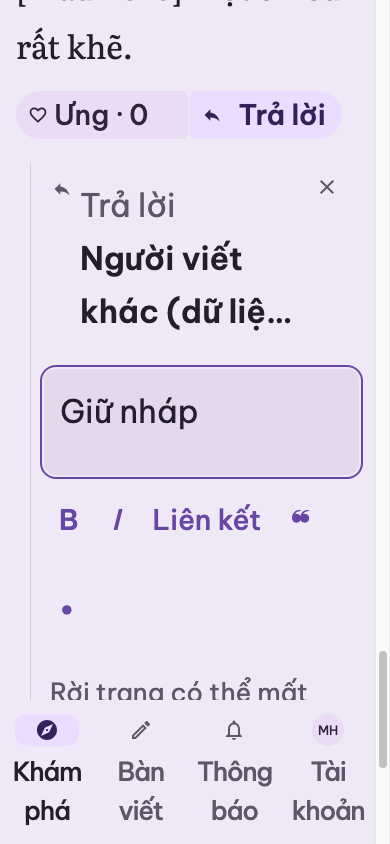 rất khẽ.
Ưng · 0
Trả lời
Trả lời
Người viết
khác (dữ liệ...
Giữ nháp
B I Liên kết ❝
•
Rời trang có thể mất
MH
Khám phá
Bàn viết
Thông báo
Tài khoản